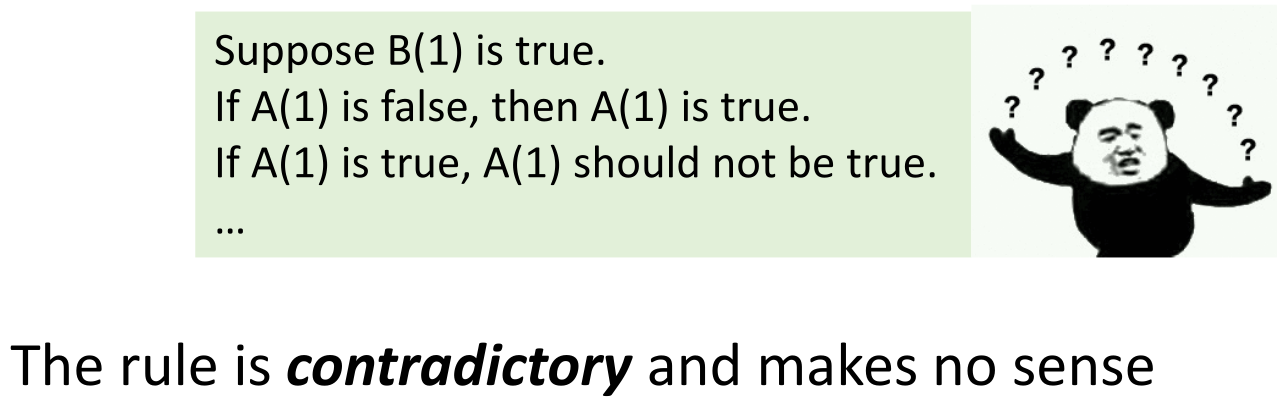 Suppose B(1) is true.
If A(1) is false, then A(1) is true.
If A(1) is true, A(1) should not be true.
...
? ? ? ? ? ? ? ? ?
The rule is contradictory and makes no sense